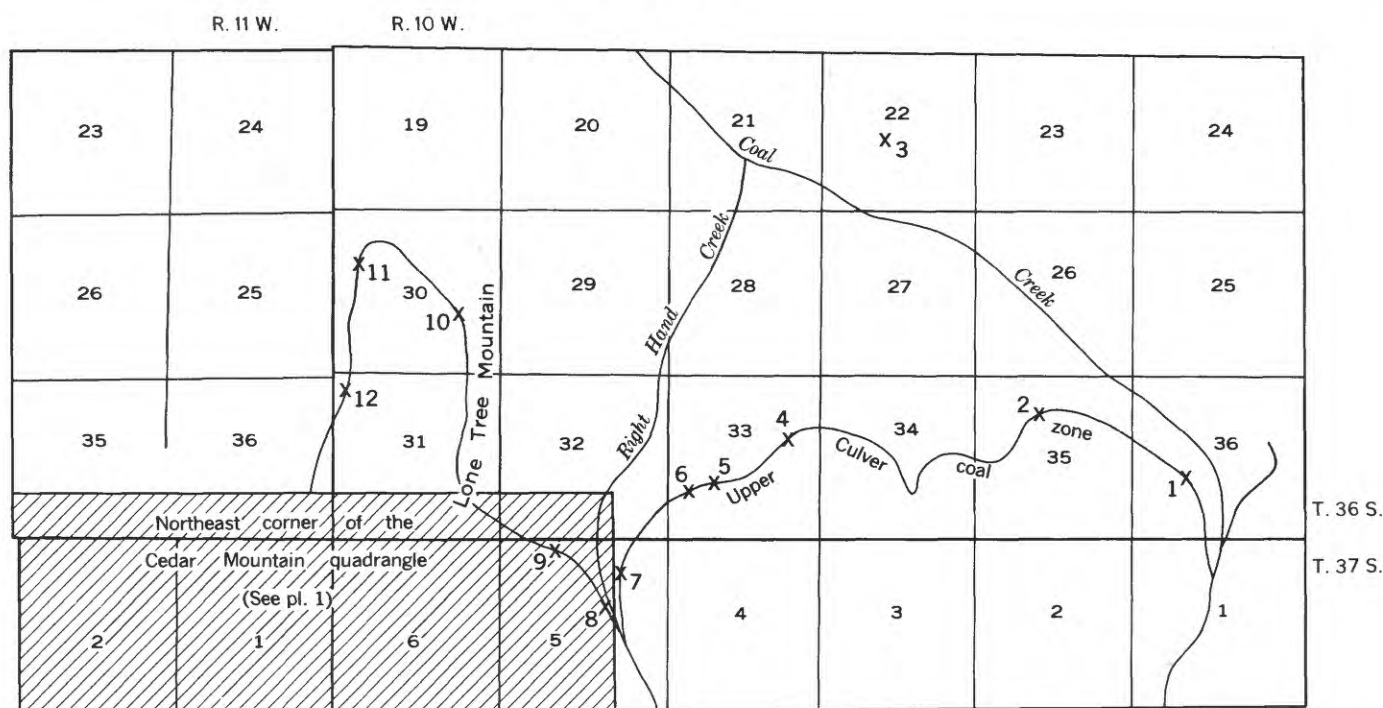 R. 11 W. R. 10 W.
23 24 19 20 21 22 23 24
X 3
Coal
Creek
26 25 30 29 28 27 26 25
X 11
10 X
Hand
Creek
Lone Tree Mountain
X 12
35 36 31 32 33 34 35 36
Right
4 X
2 X
6 X
5 X
1 X
Upper Culver coal zone
T. 36 S.
Northeast corner of the
Cedar Mountain quadrangle
(See pl. 1)
T. 37 S.
9 X
X 7
8 X
2 1 6 5 4 3 2 1